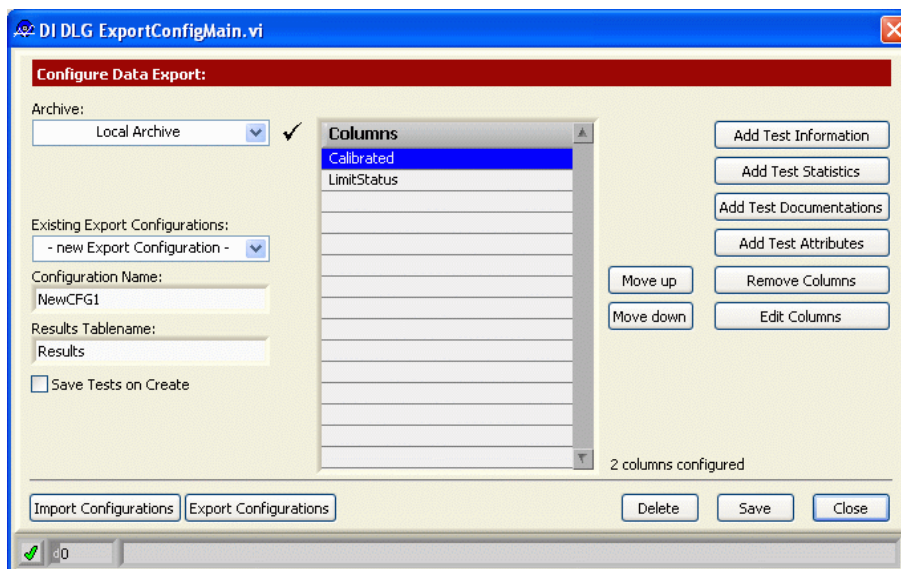 DI DLG ExportConfigMain.vi
Configure Data Export:
Archive:
Local Archive
Existing Export Configurations:
- new Export Configuration -
Configuration Name:
NewCFG1
Results Tablename:
Results
Save Tests on Create
Columns
Calibrated
LimitStatus
Move up
Move down
Add Test Information
Add Test Statistics
Add Test Documentations
Add Test Attributes
Remove Columns
Edit Columns
2 columns configured
Import Configurations
Export Configurations
Delete
Save
Close
d0